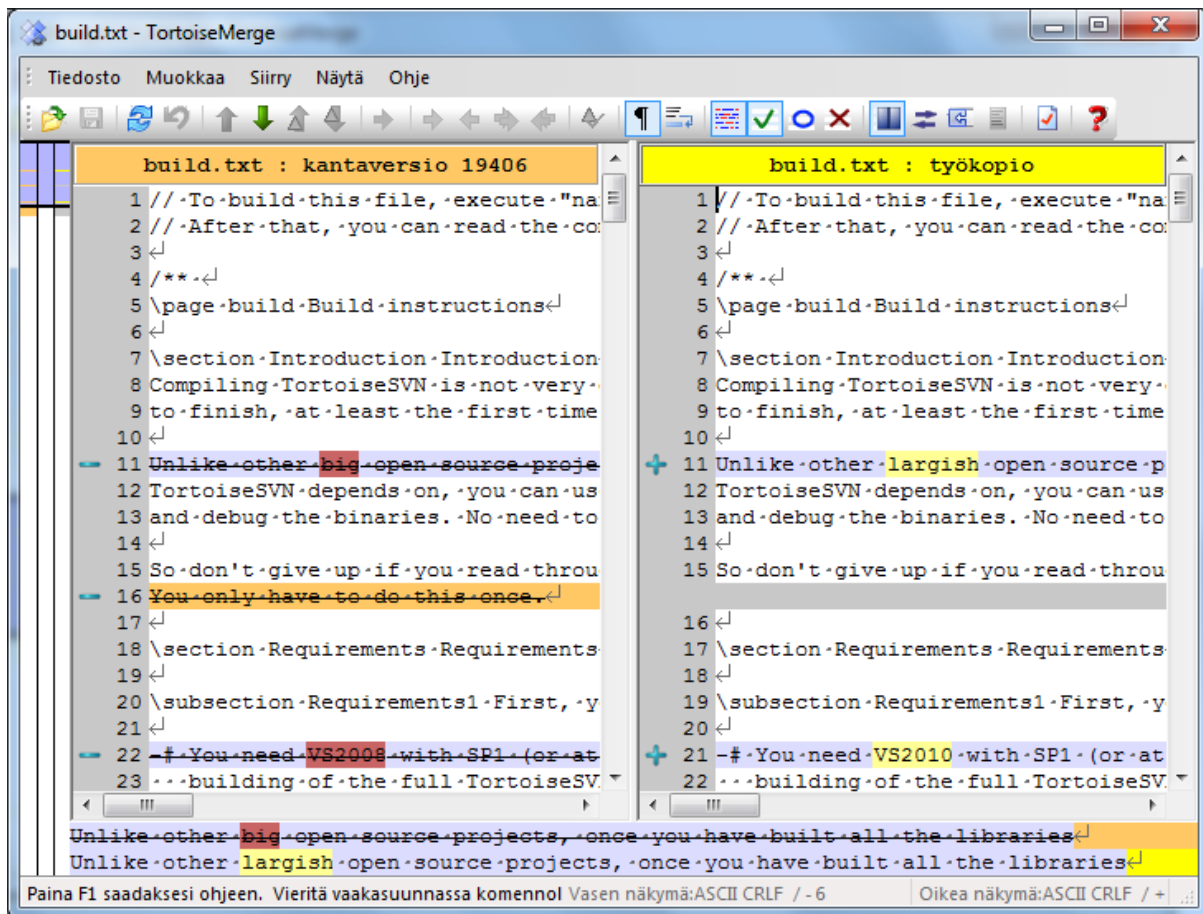 build.txt - TortoiseMerge
Tiedosto Muokkaa Siirry Näytä Ohje
build.txt : kantaversio 19406
1 // ·To·build·this·file,·execute·"na
2 // ·After·that,·you·can·read·the·co
3
4 /**·
5 \page·build·Build·instructions
6
7 \section·Introduction·Introduction
8 Compiling·TortoiseSVN·is·not·very·
9 to·finish,·at·least·the·first·time
10
11 Unlike·other·big·open·source·proje
12 TortoiseSVN·depends·on,·you·can·us
13 and·debug·the·binaries.·No·need·to
14
15 So·don't·give·up·if·you·read·throu
16 You·only·have·to·do·this·once.
17
18 \section·Requirements·Requirements
19
20 \subsection·Requirements1·First,·y
21
22 -#·You·need·VS2008·with·SP1·(or·at
23 ···building·of·the·full·TortoiseSV
build.txt : työkopio
1 // ·To·build·this·file,·execute·"na
2 // ·After·that,·you·can·read·the·co
3
4 /**·
5 \page·build·Build·instructions
6
7 \section·Introduction·Introduction
8 Compiling·TortoiseSVN·is·not·very·
9 to·finish,·at·least·the·first·time
10
11 Unlike·other·largish·open·source·p
12 TortoiseSVN·depends·on,·you·can·us
13 and·debug·the·binaries.·No·need·to
14
15 So·don't·give·up·if·you·read·throu
16
17 \section·Requirements·Requirements
18
19 \subsection·Requirements1·First,·y
20
21 -#·You·need·VS2010·with·SP1·(or·at
22 ···building·of·the·full·TortoiseSV
Unlike·other·big·open·source·projects,·once·you·have·built·all·the·libraries
Unlike·other·largish·open·source·projects,·once·you·have·built·all·the·libraries
Paina F1 saadaksesi ohjeen. Vieritä vaakasuunnassa komennol Vasen näkymä:ASCII CRLF / - 6 Oikea näkymä:ASCII CRLF / +